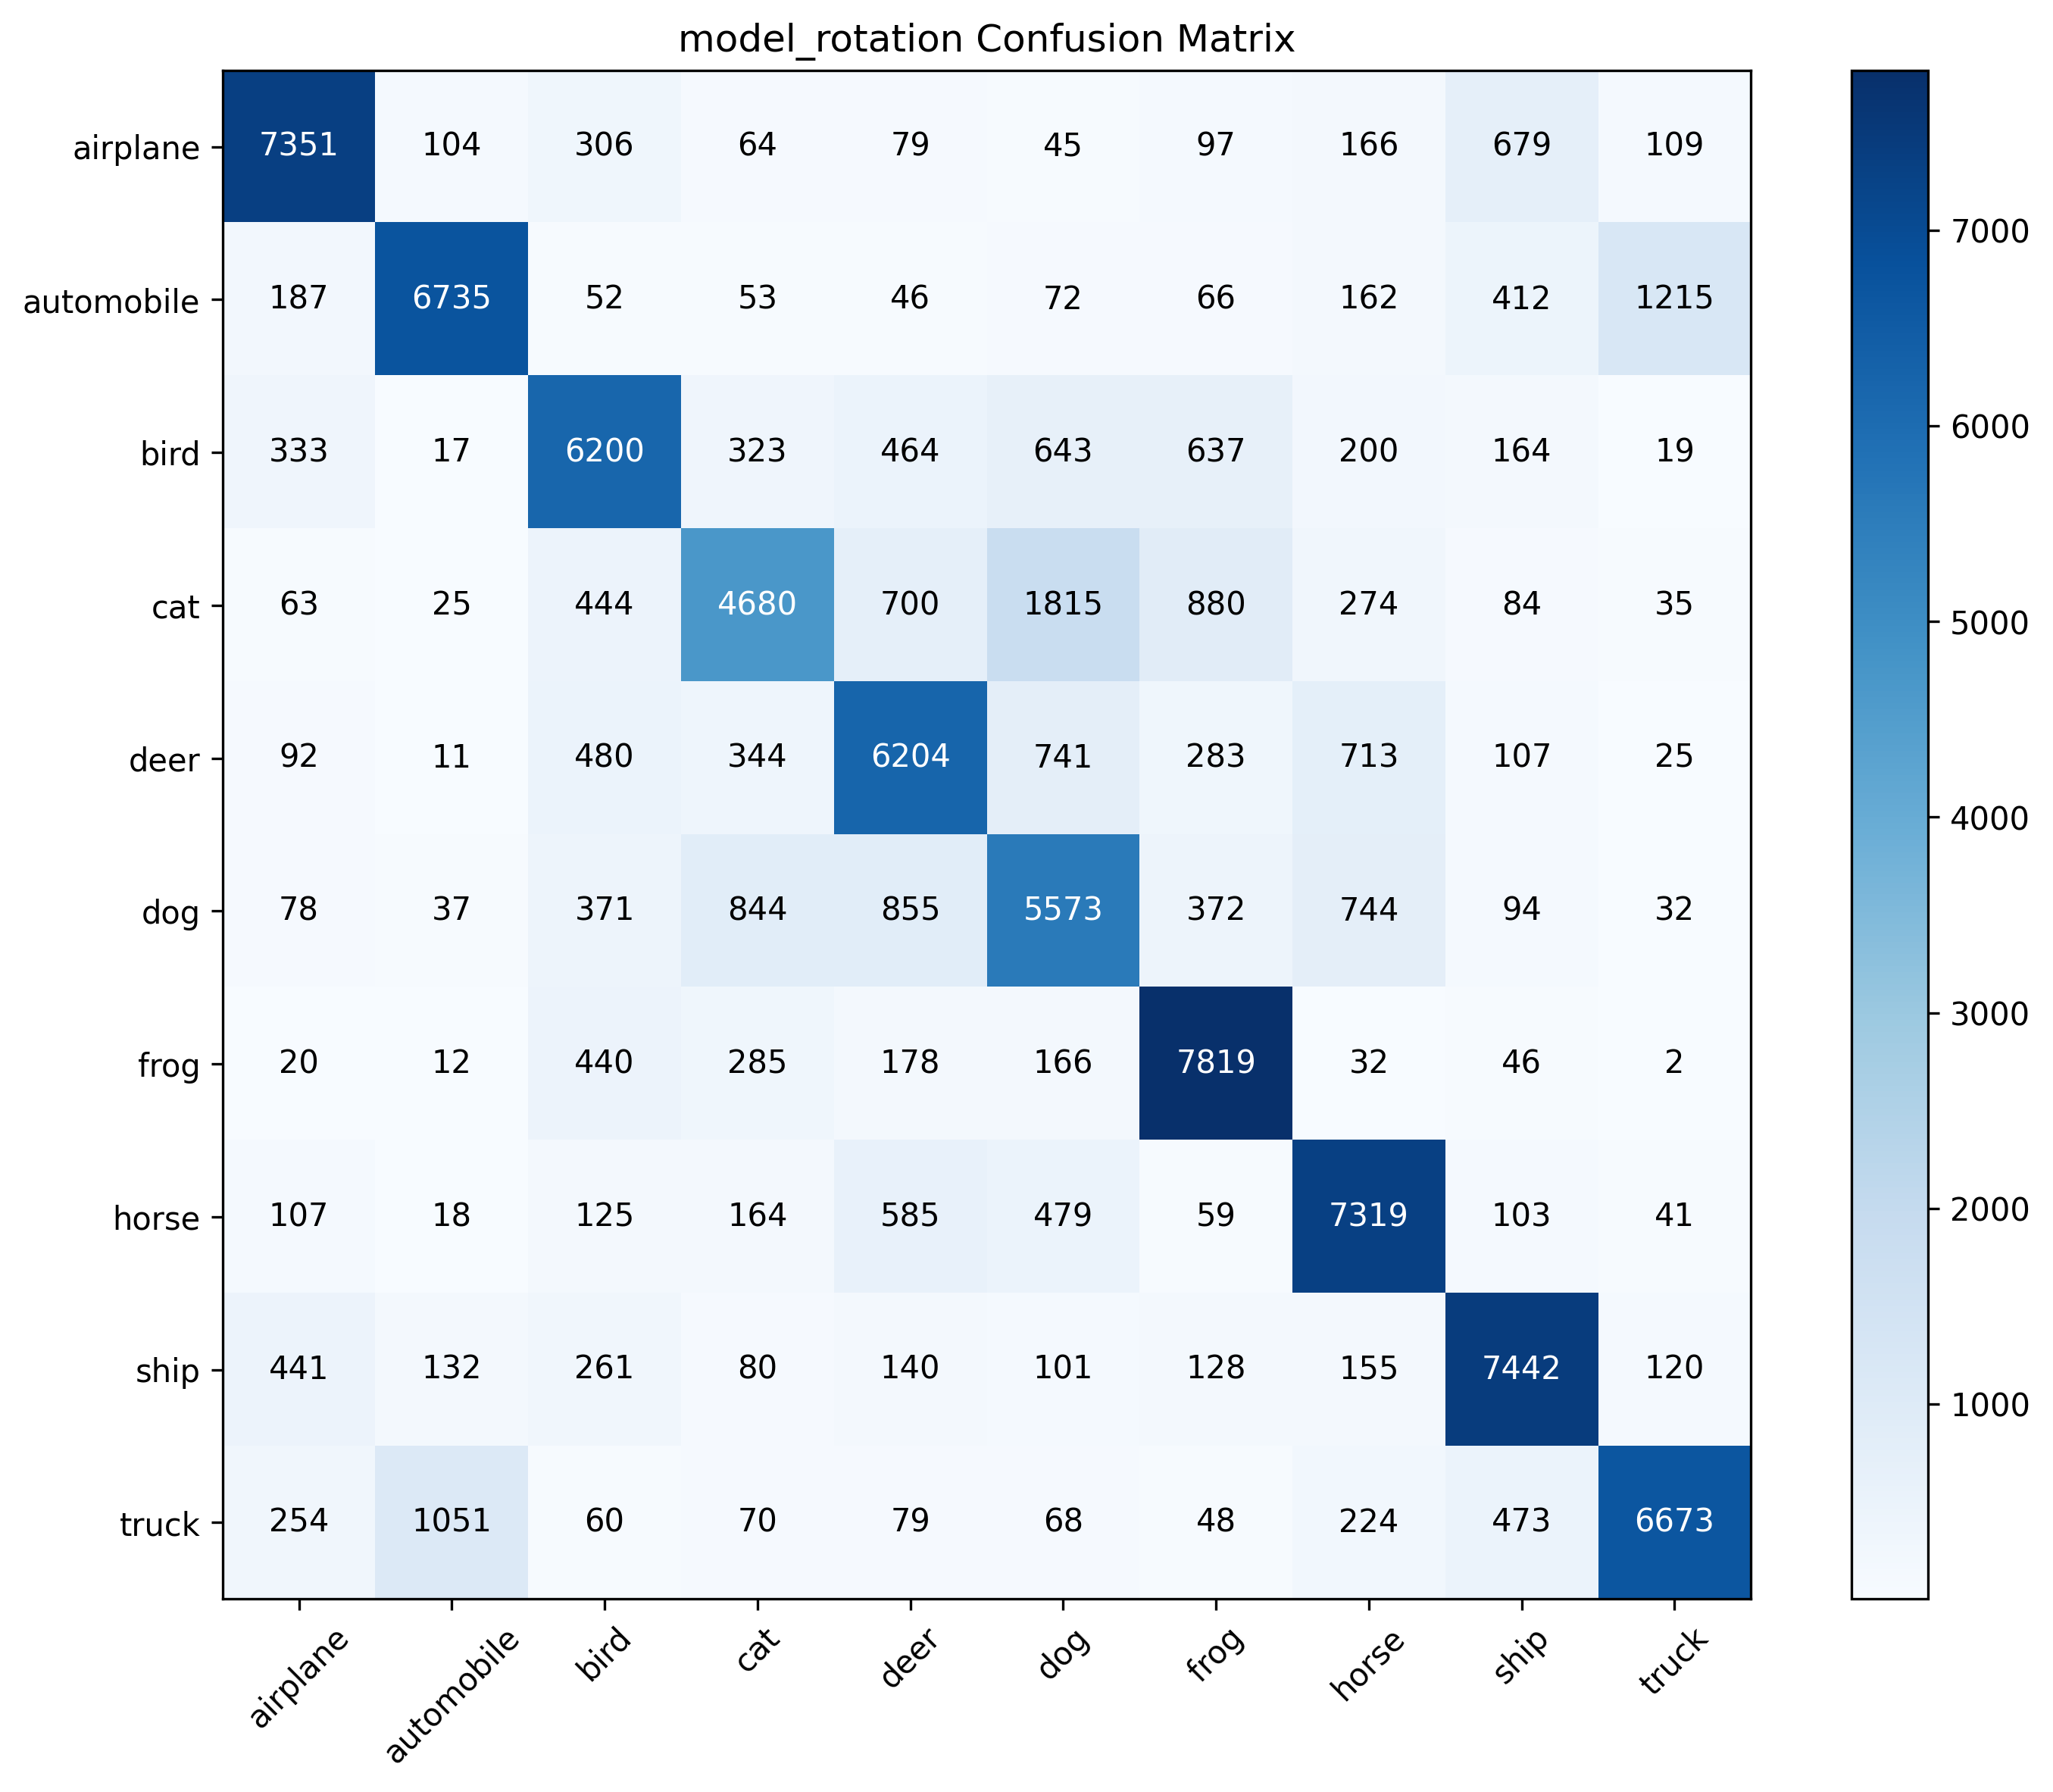 model_rotation Confusion Matrix
airplane 7351 104 306 64 79 45 97 166 679 109
7000
automobile 187 6735 52 53 46 72 66 162 412 1215
6000
bird 333 17 6200 323 464 643 637 200 164 19
5000
cat 63 25 444 4680 700 1815 880 274 84 35
deer 92 11 480 344 6204 741 283 713 107 25
4000
dog 78 37 371 844 855 5573 372 744 94 32
3000
frog 20 12 440 285 178 166 7819 32 46 2
horse 107 18 125 164 585 479 59 7319 103 41
2000
ship 441 132 261 80 140 101 128 155 7442 120
1000
truck 254 1051 60 70 79 68 48 224 473 6673
airplane automobile bird cat deer dog frog horse ship truck